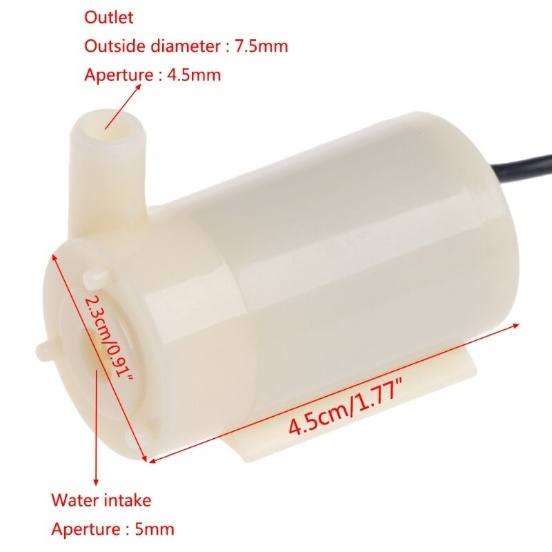 Outlet
Outside diameter : 7.5mm
Aperture : 4.5mm
2.3cm/0.91"
4.5cm/1.77"
Water intake
Aperture : 5mm